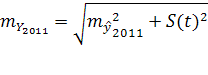 m_{Y_{2011}} = \sqrt{m_{\hat{y}}{}^{2}_{2011} + S(t)^2}